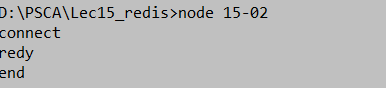 D:\PSCA\Lec15_redis>node 15-02
connect
redy
end